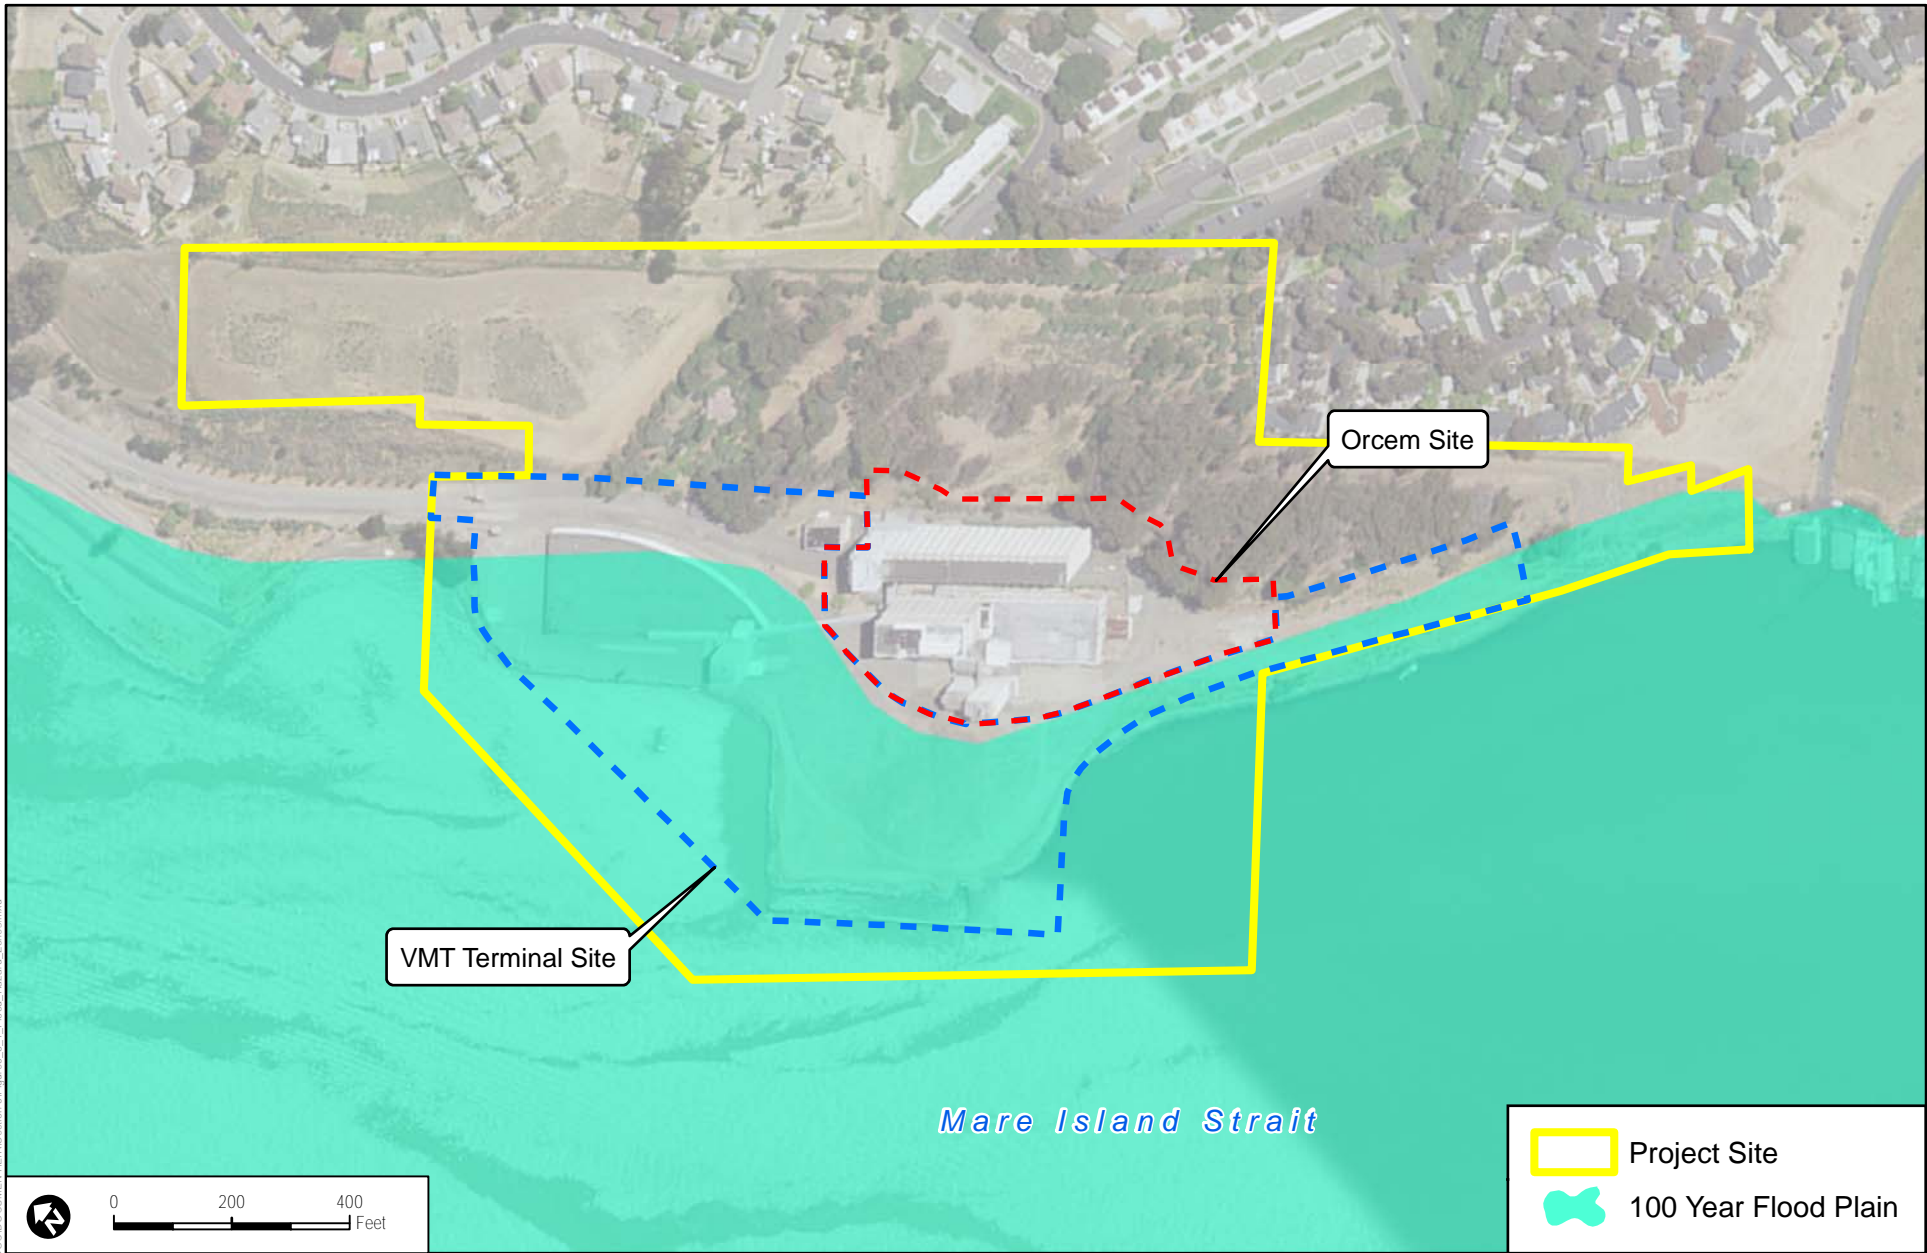 Orcem Site
VMT Terminal Site
Mare Island Strait
0 200 400
Feet
Project Site
100 Year Flood Plain